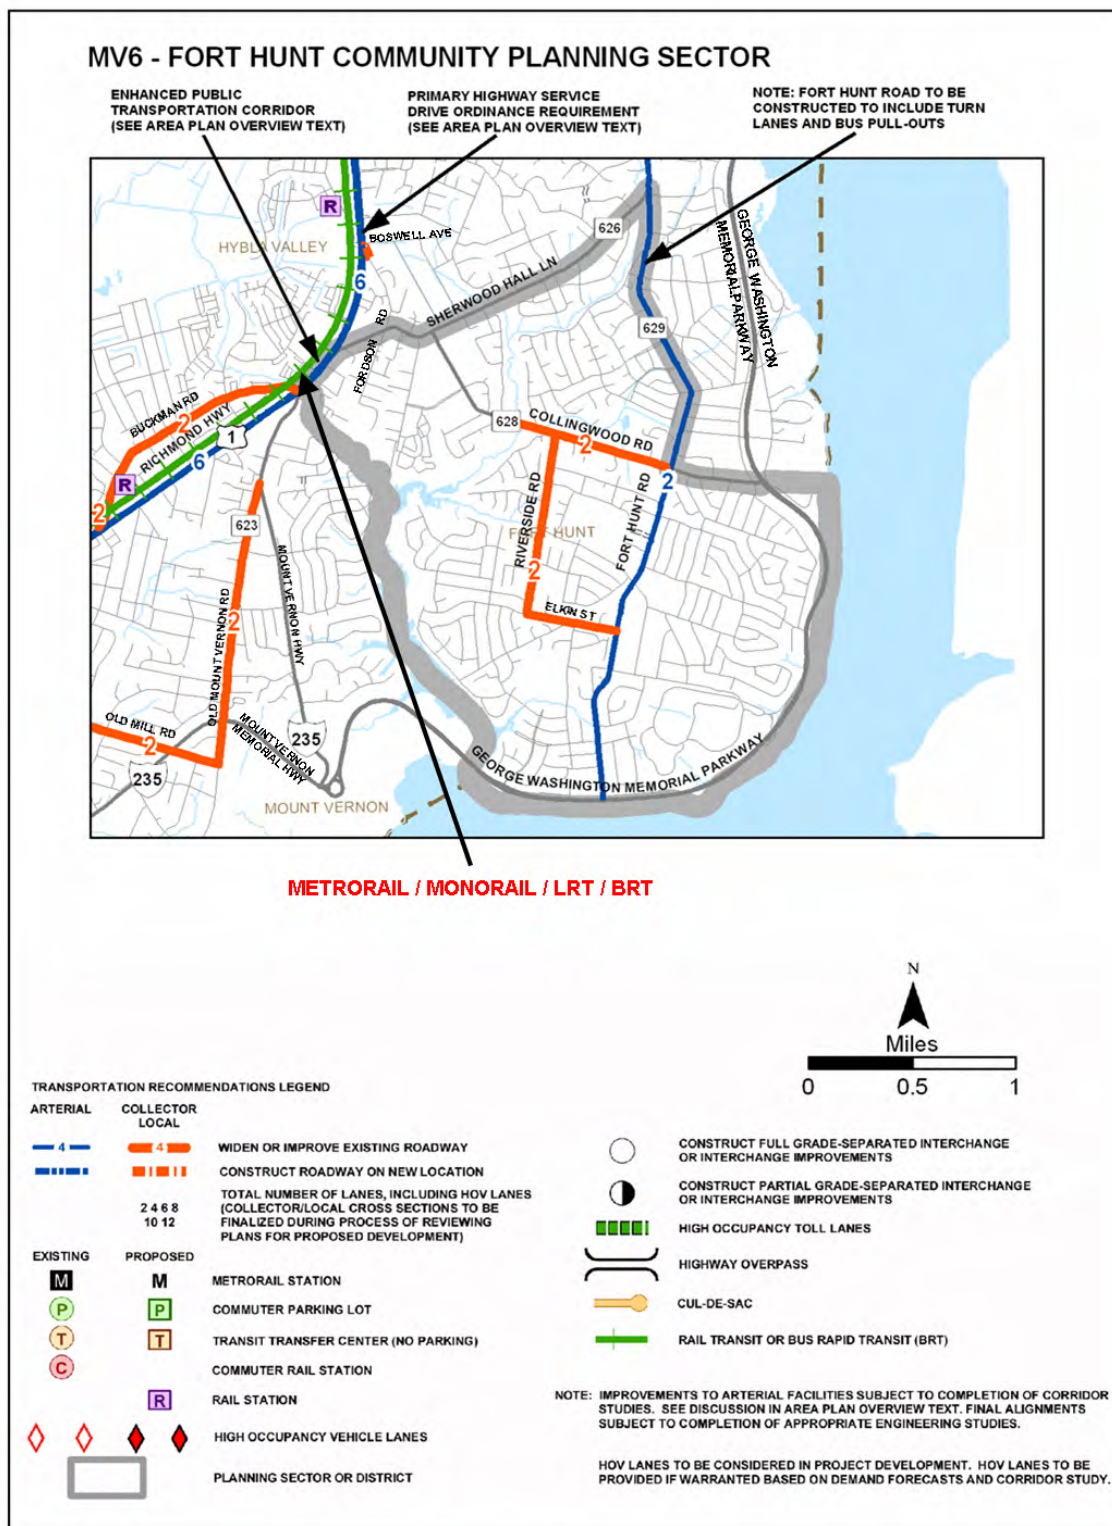 MV6 - FORT HUNT COMMUNITY PLANNING SECTOR
ENHANCED PUBLIC
TRANSPORTATION CORRIDOR
(SEE AREA PLAN OVERVIEW TEXT)
PRIMARY HIGHWAY SERVICE
DRIVE ORDINANCE REQUIREMENT
(SEE AREA PLAN OVERVIEW TEXT)
NOTE: FORT HUNT ROAD TO BE
CONSTRUCTED TO INCLUDE TURN
LANES AND BUS PULL-OUTS
R
HYBLA VALLEY
BOSWELL AVE
626
GEORGE WASHINGTON
MEMORIALPARKWAY
6
SHERWOOD HALL LN
629
FORDSON RD
BUCKMAN RD
2
RICHMOND HWY
1
6
628
COLLINGWOOD RD
2
2
R
2
623
RIVERSIDE RD
FORT HUNT
FORT HUNT RD
2
MOUNT VERNON HWY
ELKIN ST
OLD MOUNT VERNON RD
2
OLD MILL RD
2
235
MOUNT VERNON
MEMORIAL HWY
235
GEORGE WASHINGTON MEMORIAL PARKWAY
MOUNT VERNON
METRORAIL / MONORAIL / LRT / BRT
N
Miles
0 0.5 1
TRANSPORTATION RECOMMENDATIONS LEGEND
ARTERIAL
COLLECTOR
LOCAL
4 4 WIDEN OR IMPROVE EXISTING ROADWAY
CONSTRUCT ROADWAY ON NEW LOCATION
2 4 6 8
10 12
TOTAL NUMBER OF LANES, INCLUDING HOV LANES
(COLLECTOR/LOCAL CROSS SECTIONS TO BE
FINALIZED DURING PROCESS OF REVIEWING
PLANS FOR PROPOSED DEVELOPMENT)
EXISTING PROPOSED
M M METRORAIL STATION
P P COMMUTER PARKING LOT
T T TRANSIT TRANSFER CENTER (NO PARKING)
C COMMUTER RAIL STATION
R RAIL STATION
HIGH OCCUPANCY VEHICLE LANES
PLANNING SECTOR OR DISTRICT
CONSTRUCT FULL GRADE-SEPARATED INTERCHANGE
OR INTERCHANGE IMPROVEMENTS
CONSTRUCT PARTIAL GRADE-SEPARATED INTERCHANGE
OR INTERCHANGE IMPROVEMENTS
HIGH OCCUPANCY TOLL LANES
HIGHWAY OVERPASS
CUL-DE-SAC
RAIL TRANSIT OR BUS RAPID TRANSIT (BRT)
NOTE: IMPROVEMENTS TO ARTERIAL FACILITIES SUBJECT TO COMPLETION OF CORRIDOR
STUDIES. SEE DISCUSSION IN AREA PLAN OVERVIEW TEXT. FINAL ALIGNMENTS
SUBJECT TO COMPLETION OF APPROPRIATE ENGINEERING STUDIES.
HOV LANES TO BE CONSIDERED IN PROJECT DEVELOPMENT. HOV LANES TO BE
PROVIDED IF WARRANTED BASED ON DEMAND FORECASTS AND CORRIDOR STUDY.